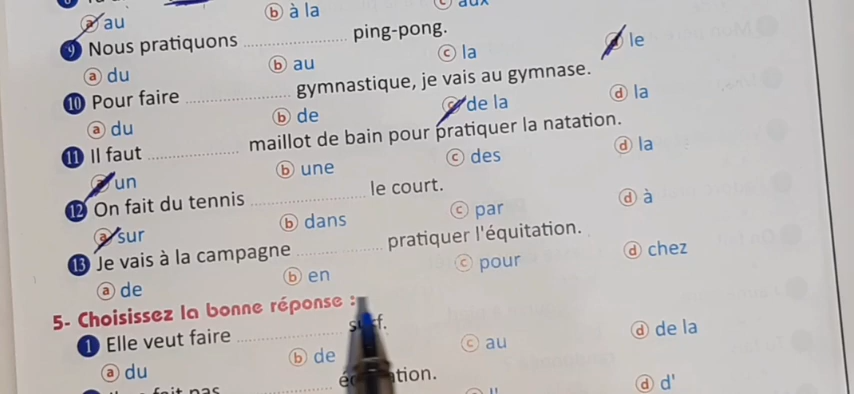 ⓐ au ⓑ à la ⓒ aux
9 Nous pratiquons .................... ping-pong.
ⓐ du ⓑ au ⓒ la ⓓ le
10 Pour faire .................... gymnastique, je vais au gymnase.
ⓐ du ⓑ de ⓒ de la ⓓ la
11 Il faut .................... maillot de bain pour pratiquer la natation.
ⓐ un ⓑ une ⓒ des ⓓ la
12 On fait du tennis .................... le court.
ⓐ sur ⓑ dans ⓒ par ⓓ à
13 Je vais à la campagne .................... pratiquer l'équitation.
ⓐ de ⓑ en ⓒ pour ⓓ chez
5- Choisissez la bonne réponse :
1 Elle veut faire ....................
ⓐ du ⓑ de ⓒ au ⓓ de la
fait pas ....................
ⓓ d'